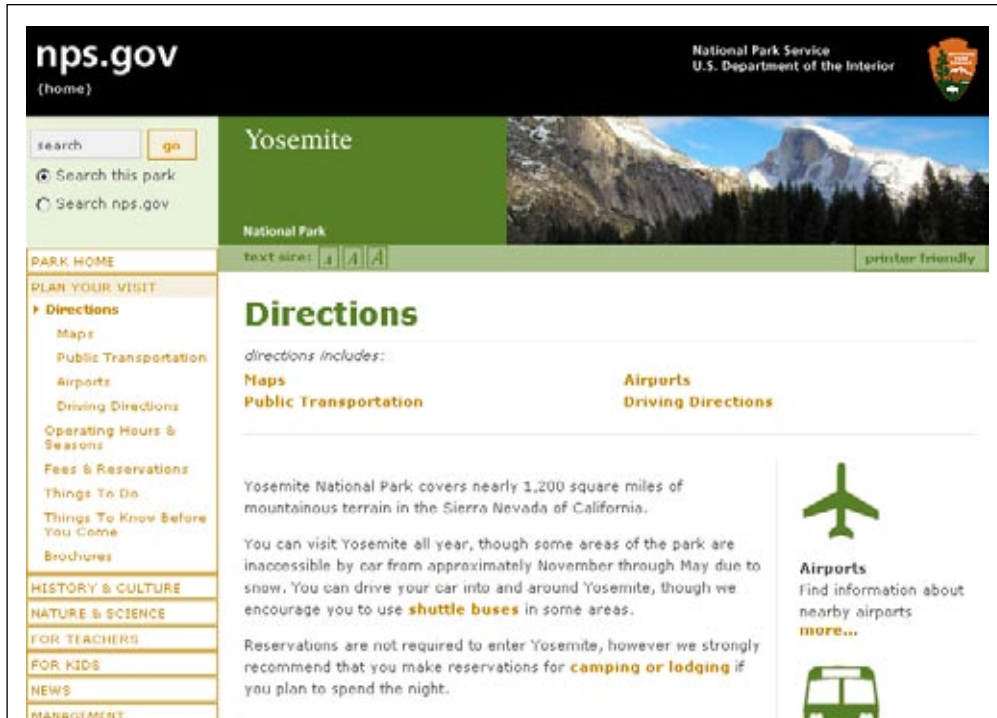 nps.gov
{home}
National Park Service
U.S. Department of the Interior
search go
Search this park
Search nps.gov
Yosemite
National Park
text size: A A A
printer friendly
PARK HOME
PLAN YOUR VISIT
Directions
Maps
Public Transportation
Airports
Driving Directions
Operating Hours &
Seasons
Fees & Reservations
Things To Do
Things To Know Before
You Come
Brochures
HISTORY & CULTURE
NATURE & SCIENCE
FOR TEACHERS
FOR KIDS
NEWS
MANAGEMENT
Directions
directions includes:
Maps
Public Transportation
Airports
Driving Directions
Yosemite National Park covers nearly 1,200 square miles of
mountainous terrain in the Sierra Nevada of California.
You can visit Yosemite all year, though some areas of the park are
inaccessible by car from approximately November through May due to
snow. You can drive your car into and around Yosemite, though we
encourage you to use shuttle buses in some areas.
Reservations are not required to enter Yosemite, however we strongly
recommend that you make reservations for camping or lodging if
you plan to spend the night.
Airports
Find information about
nearby airports
more...